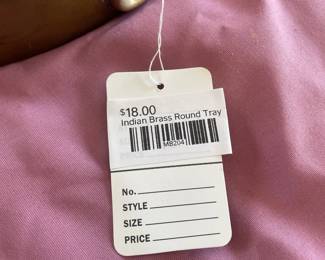 $18.00
Indian Brass Round Tray
MB204
No.
STYLE
SIZE
PRICE